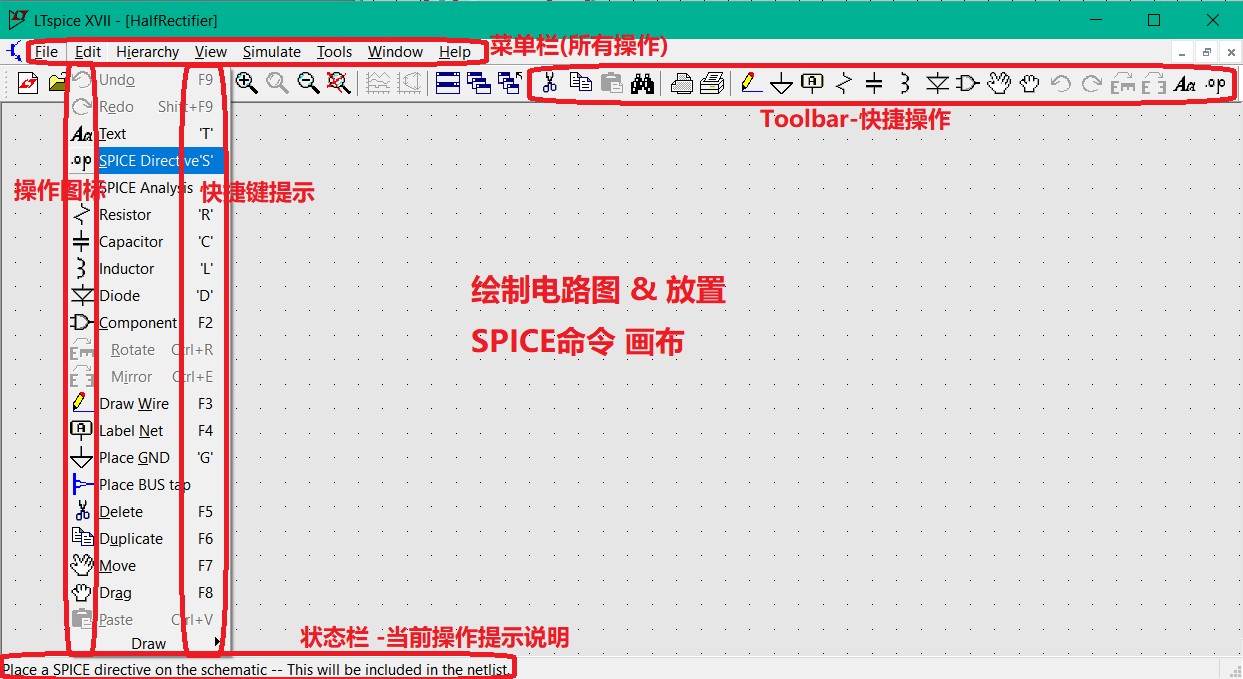 LTspice XVII - [HalfRectifier]
File Edit Hierarchy View Simulate Tools Window Help
菜单栏(所有操作)
Toolbar-快捷操作
Undo F9
Redo Shift+F9
Text 'T'
SPICE Directive'S'
SPICE Analysis
操作图标
快捷键提示
Resistor 'R'
Capacitor 'C'
Inductor 'L'
Diode 'D'
Component F2
Rotate Ctrl+R
Mirror Ctrl+E
Draw Wire F3
Label Net F4
Place GND 'G'
Place BUS tap
Delete F5
Duplicate F6
Move F7
Drag F8
Paste Ctrl+V
Draw
绘制电路图 & 放置
SPICE命令 画布
状态栏 -当前操作提示说明
Place a SPICE directive on the schematic -- This will be included in the netlist.